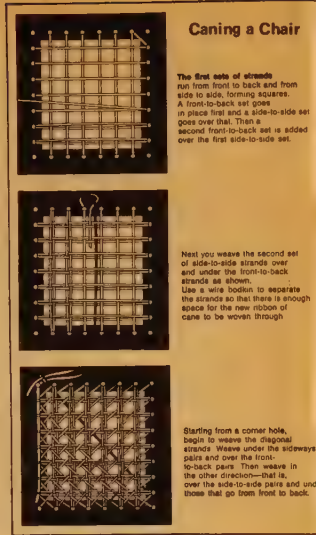 Caning a Chair
The first sets of strands
run from front to back and from
side to side, forming squares.
A front-to-back set goes
in place first and a side-to-side set
goes over that. Then a
second front-to-back set is added
over the first side-to-side set.
Next you weave the second set
of side-to-side strands over
and under the front-to-back
strands as shown.
Use a wire bodkin to separate
the strands so that there is enough
space for the new ribbon of
cane to be woven through
Starting from a corner hole,
begin to weave the diagonal
strands Weave under the sideways
pairs and over the front-
to-back pairs Then weave in
the other direction—that is,
over the side-to-side pairs and und
those that go from front to back.